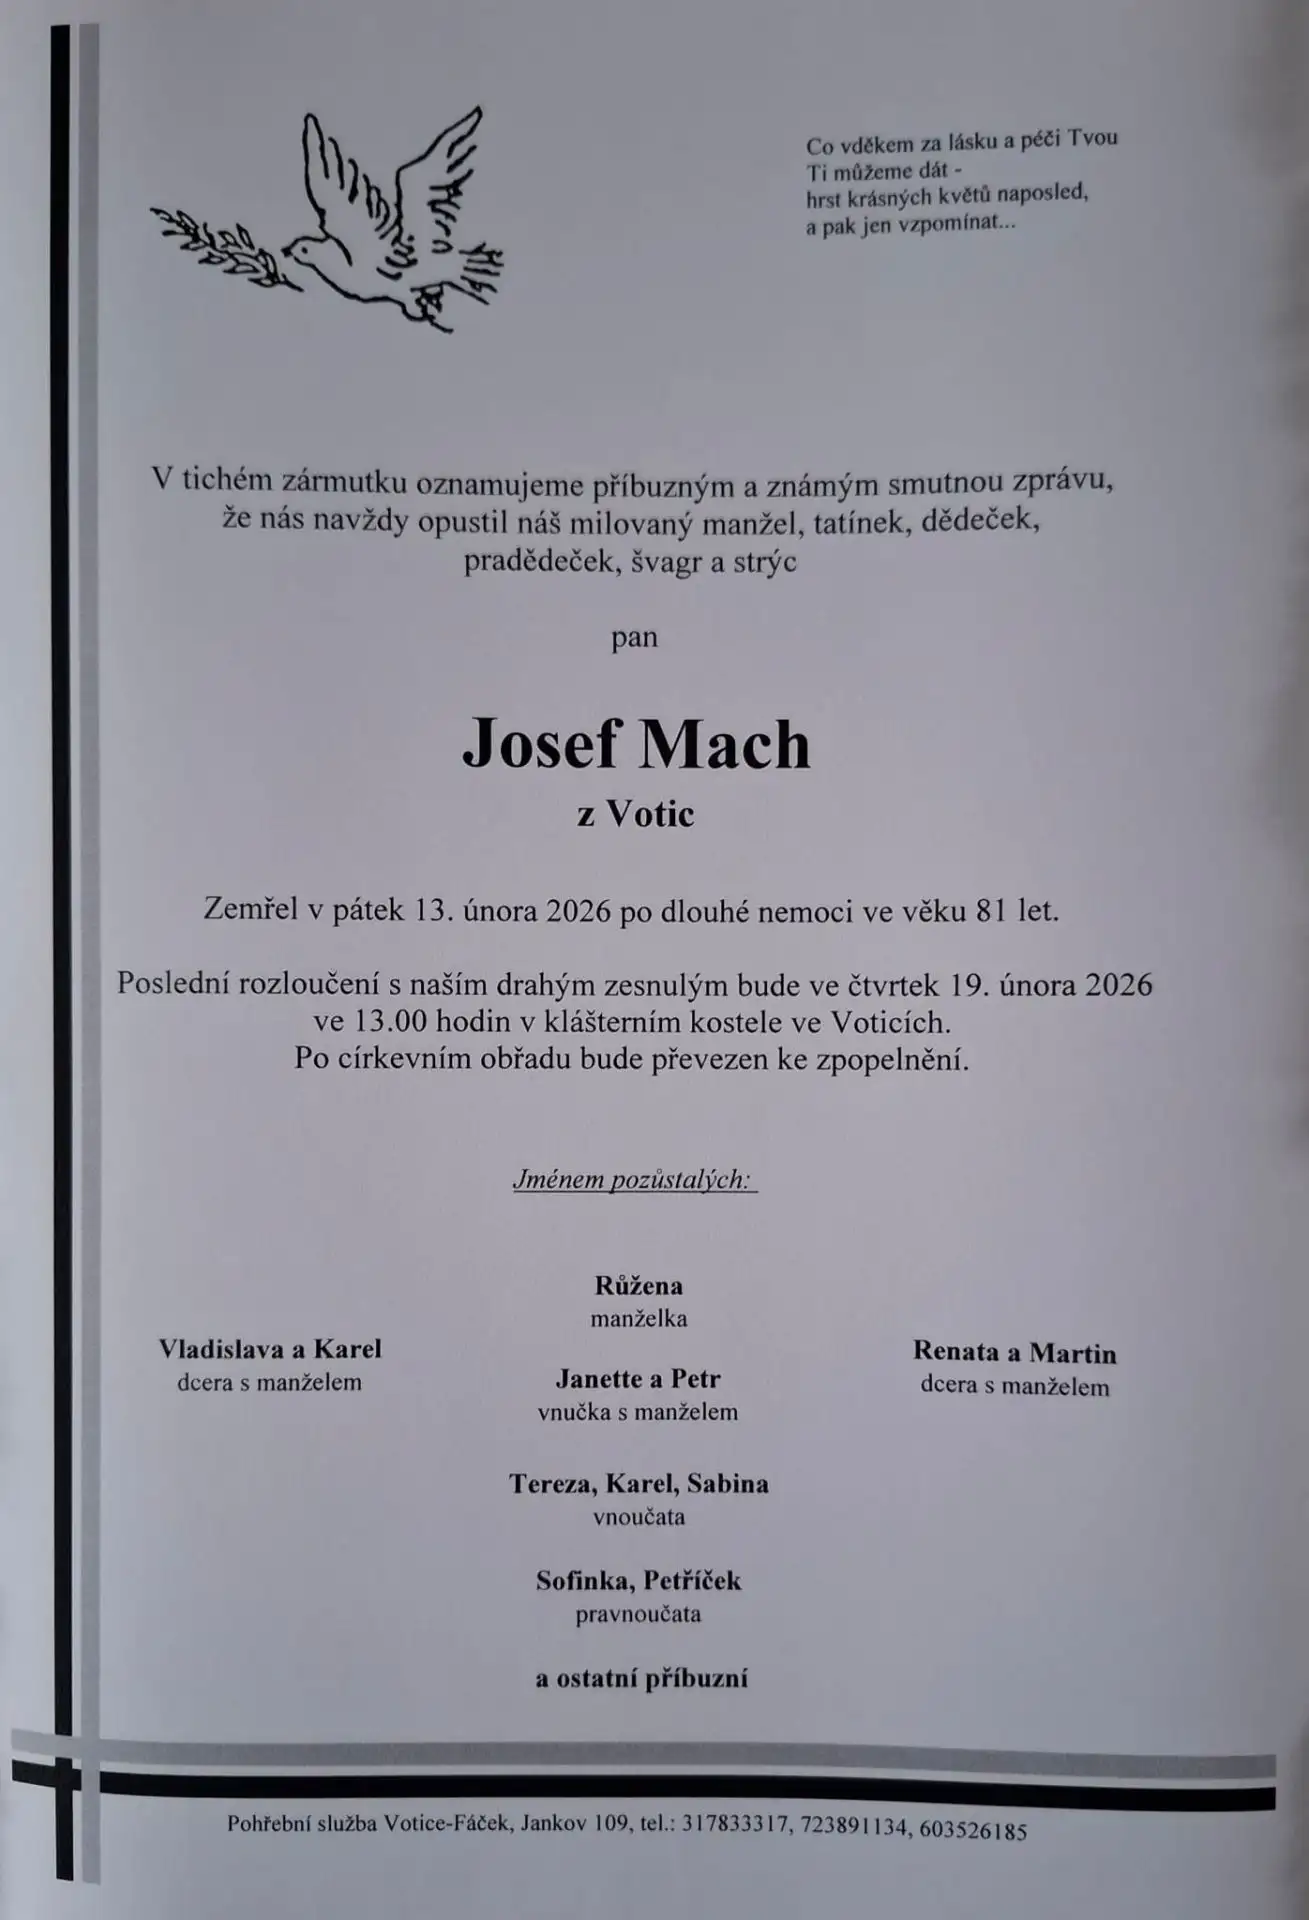 Co vděkem za lásku a péči Tvou
Ti můžeme dát -
hrst krásných květů naposled,
a pak jen vzpomínat...
V tichém zármutku oznamujeme příbuzným a známým smutnou zprávu,
že nás navždy opustil náš milovaný manžel, tatínek, dědeček,
pradědeček, švagr a strýc
pan
Josef Mach
z Votic
Zemřel v pátek 13. února 2026 po dlouhé nemoci ve věku 81 let.
Poslední rozloučení s naším drahým zesnulým bude ve čtvrtek 19. února 2026
ve 13.00 hodin v klášterním kostele ve Voticích.
Po církevním obřadu bude převezen ke zpopelnění.
Jménem pozůstalých:
Růžena
manželka
Vladislava a Karel
dcera s manželem
Janette a Petr
vnučka s manželem
Renata a Martin
dcera s manželem
Tereza, Karel, Sabina
vnoučata
Sofinka, Petříček
pravnoučata
a ostatní příbuzní
Pohřební služba Votice-Fáček, Jankov 109, tel.: 317833317, 723891134, 603526185